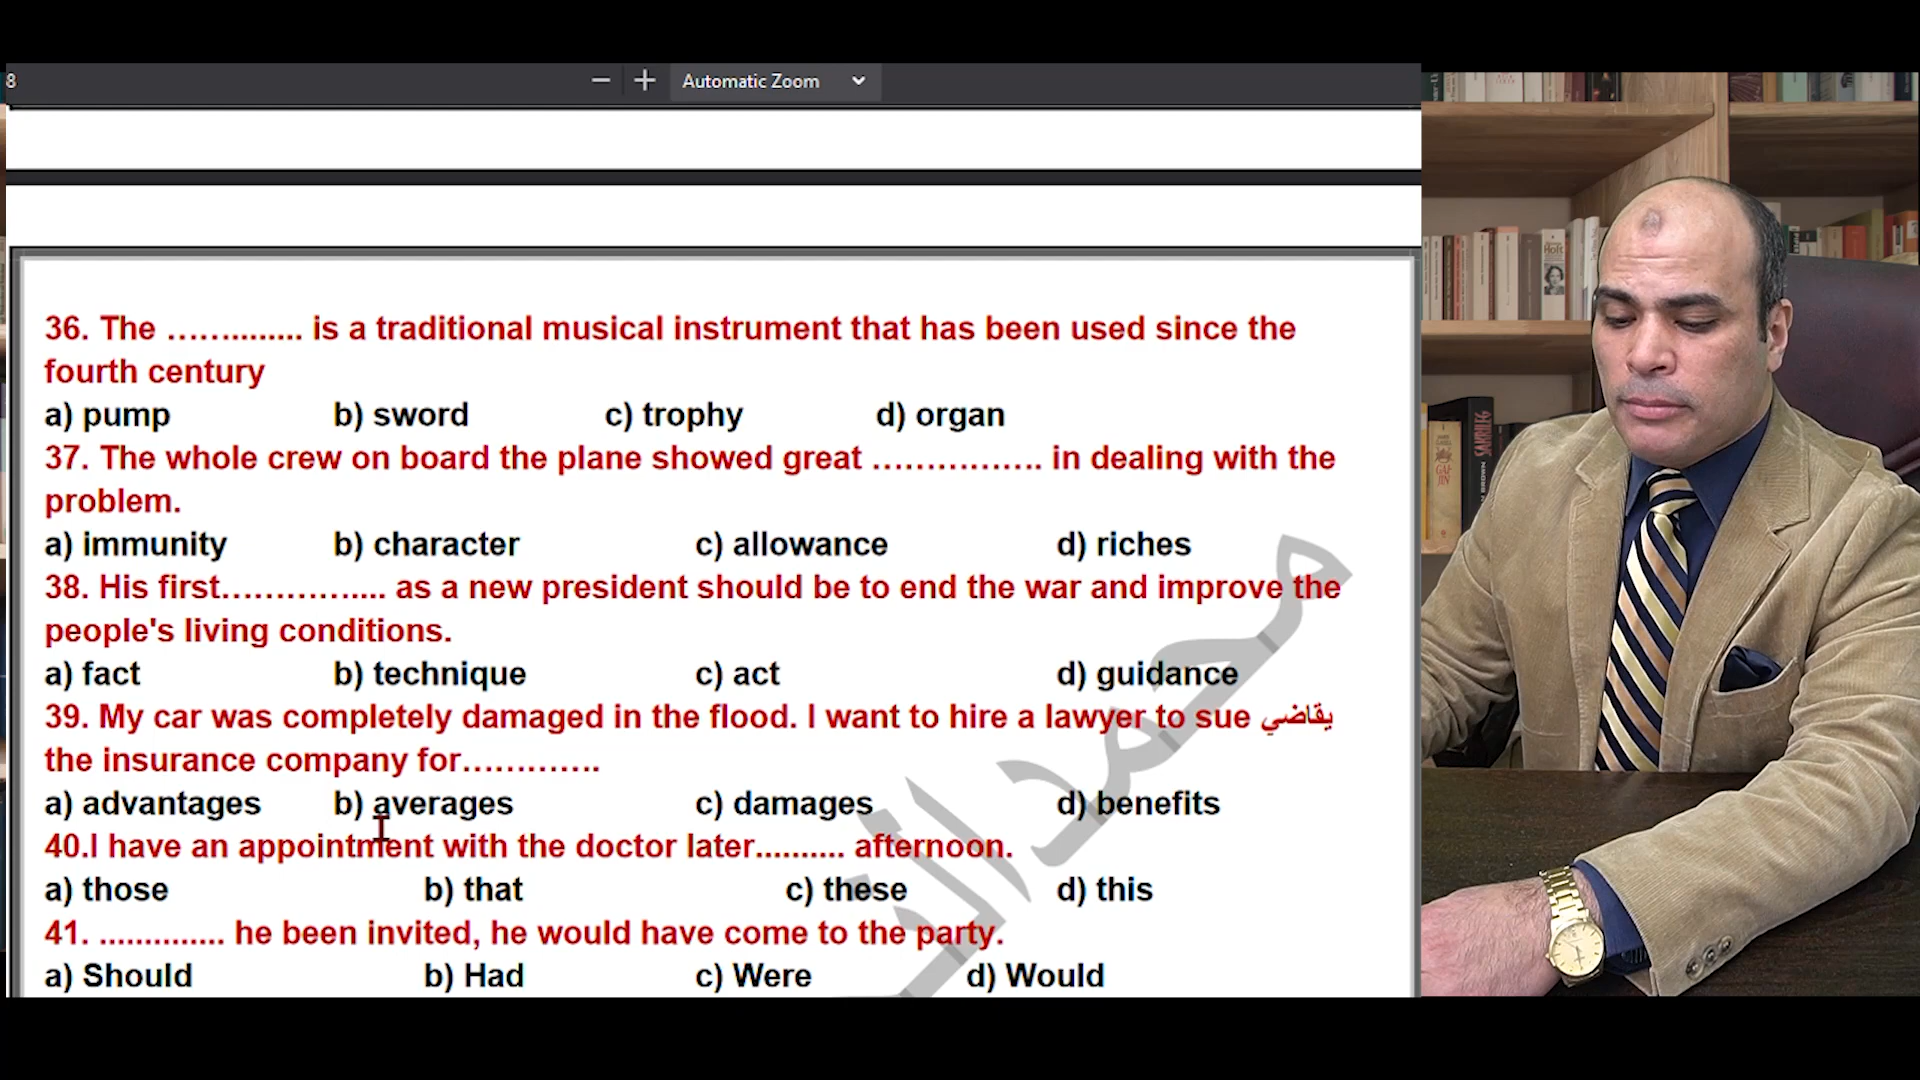 8
Automatic Zoom
36. The ……........ is a traditional musical instrument that has been used since the
fourth century
a) pump b) sword c) trophy d) organ
37. The whole crew on board the plane showed great …………….. in dealing with the
problem.
a) immunity b) character c) allowance d) riches
38. His first………….... as a new president should be to end the war and improve the
people's living conditions.
a) fact b) technique c) act d) guidance
39. My car was completely damaged in the flood. I want to hire a lawyer to sue يقاضي
the insurance company for………….
a) advantages b) averages c) damages d) benefits
40.I have an appointment with the doctor later.......... afternoon.
a) those b) that c) these d) this
41. .............. he been invited, he would have come to the party.
a) Should b) Had c) Were d) Would
محمد